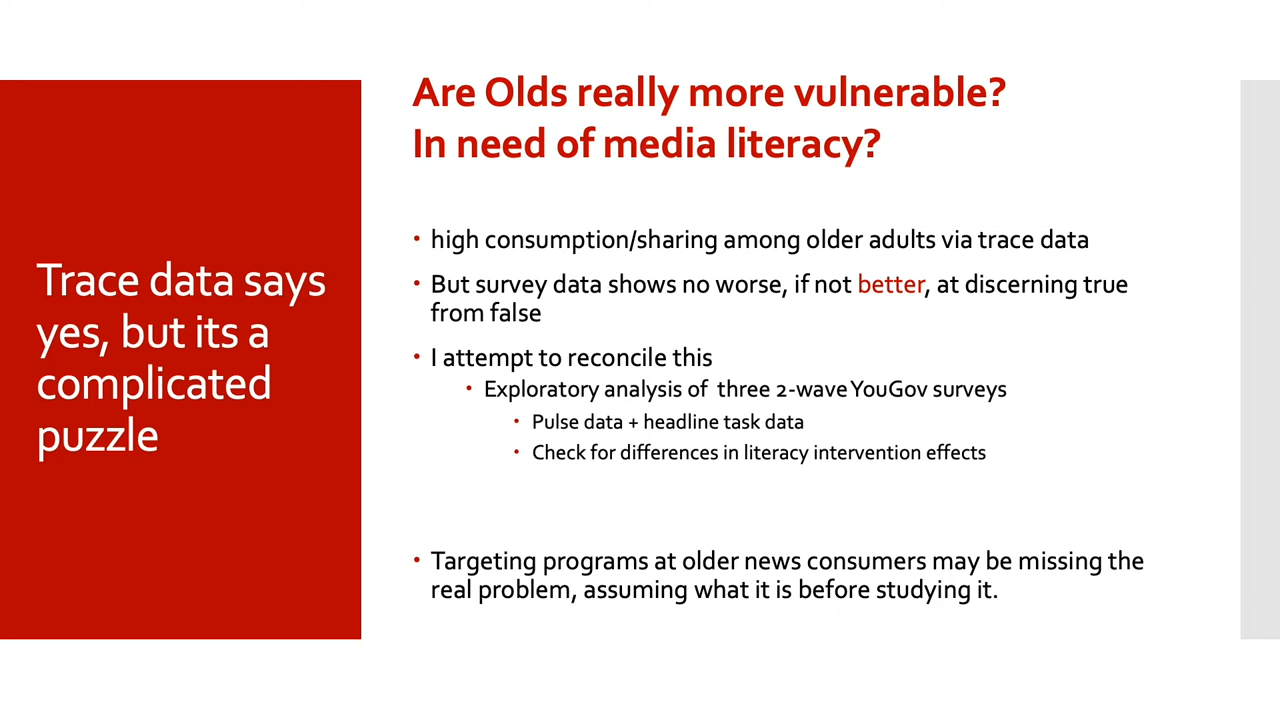 Trace data says
yes, but its a
complicated
puzzle
Are Olds really more vulnerable?
In need of media literacy?
• high consumption/sharing among older adults via trace data
• But survey data shows no worse, if not better, at discerning true
from false
• I attempt to reconcile this
• Exploratory analysis of three 2-wave YouGov surveys
• Pulse data + headline task data
• Check for differences in literacy intervention effects
• Targeting programs at older news consumers may be missing the
real problem, assuming what it is before studying it.